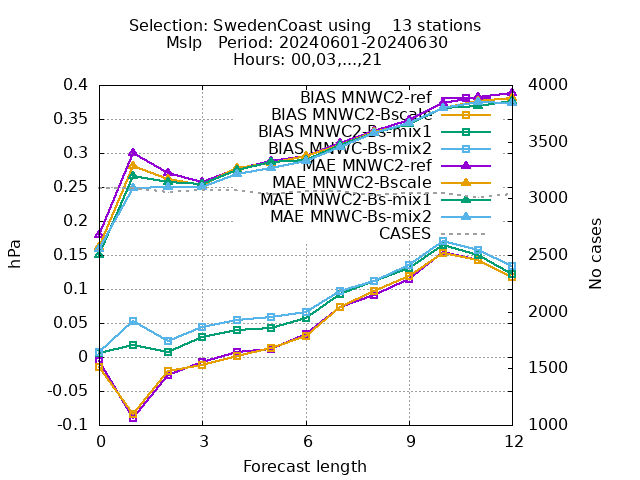 Selection: SwedenCoast using    13 stations
Mslp   Period: 20240601-20240630
Hours: 00,03,...,21
0.4
0.35
0.3
0.25
0.2
0.15
0.1
0.05
0
-0.05
-0.1
hPa
BIAS MNWC2-ref
BIAS MNWC2-Bscale
BIAS MNWC2-Bs-mix1
BIAS MNWC-Bs-mix2
MAE MNWC2-ref
MAE MNWC2-Bscale
MAE MNWC2-Bs-mix1
MAE MNWC-Bs-mix2
CASES
4000
3500
3000
2500
2000
1500
1000
No cases
0 3 6 9 12
Forecast length